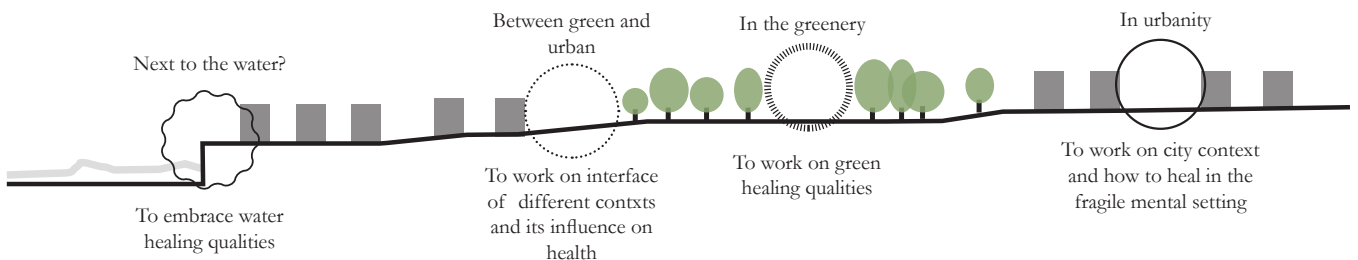 Next to the water?
To embrace water
healing qualities
Between green and
urban
To work on interface
of different contxts
and its influence on
health
In the greenery
To work on green
healing qualities
In urbanity
To work on city context
and how to heal in the
fragile mental setting